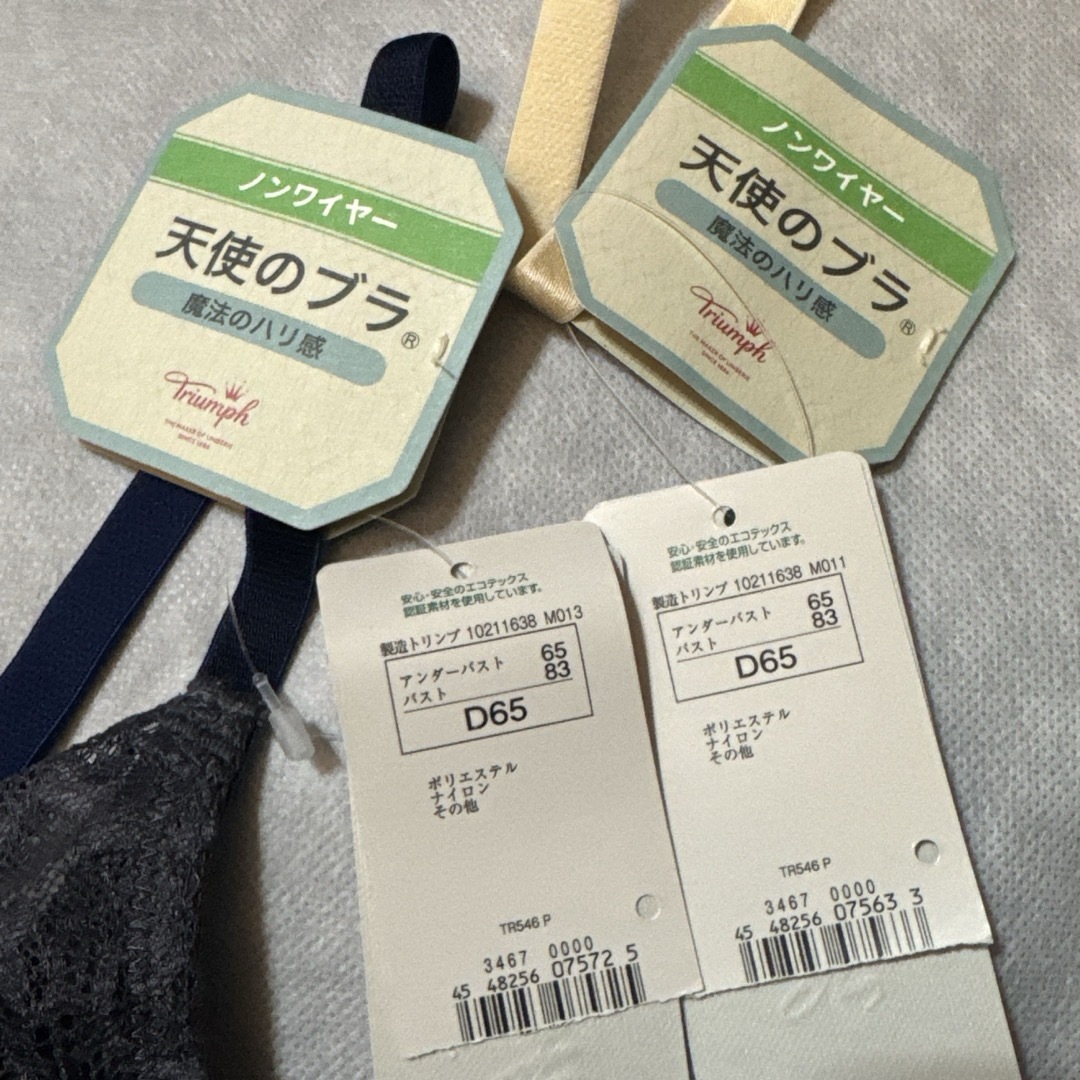 ノンワイヤー
天使のブラ®
魔法のハリ感
Triumph
THE MAKER OF LINGERIE
SINCE 1886
ノンワイヤー
天使のブラ®
魔法のハリ感
Triumph
THE MAKER OF LINGERIE
SINCE 1886
安心・安全のエコテックス
認証素材を使用しています。
製造トリンプ 10211638 M013
アンダーバスト 65
バスト 83
D65
ポリエステル
ナイロン
その他
TR546 P
3467 0000
45 48256 07572 5
安心・安全のエコテックス
認証素材を使用しています。
製造トリンプ 10211638 M011
アンダーバスト 65
バスト 83
D65
ポリエステル
ナイロン
その他
TR546 P
3467 0000
45 48256 07563 3